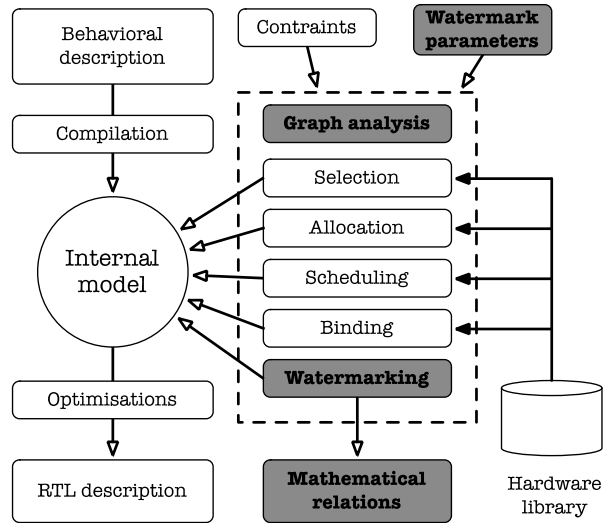 Behavioral
description
Contraints
Watermark
parameters
Compilation
Graph analysis
Selection
Allocation
Scheduling
Binding
Watermarking
Internal
model
Optimisations
RTL description
Mathematical
relations
Hardware
library